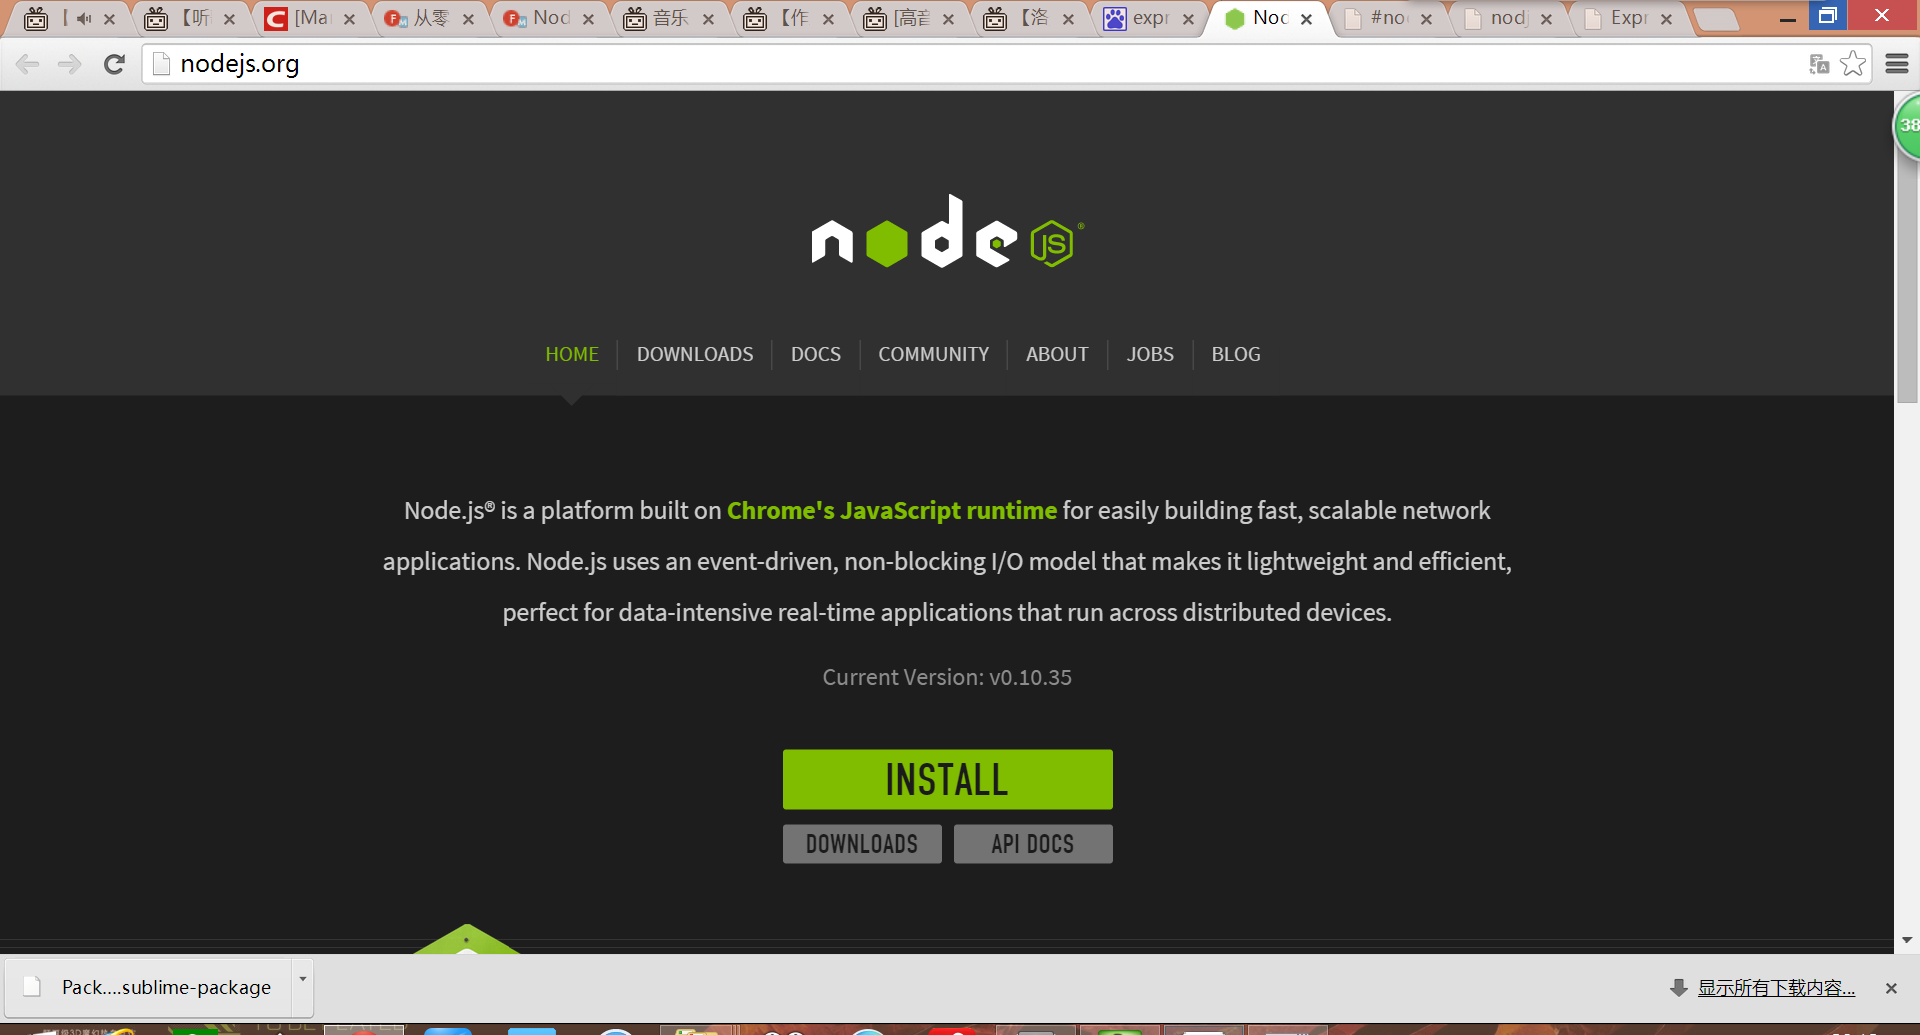 【
【听
[Ma
从零
Nod
音乐
【作
[高音
【洛
expr
Nod
#no
nodj
Expr
nodejs.org
38
node JS®
HOME
DOWNLOADS
DOCS
COMMUNITY
ABOUT
JOBS
BLOG
Node.js® is a platform built on Chrome's JavaScript runtime for easily building fast, scalable network
applications. Node.js uses an event-driven, non-blocking I/O model that makes it lightweight and efficient,
perfect for data-intensive real-time applications that run across distributed devices.
Current Version: v0.10.35
INSTALL
DOWNLOADS
API DOCS
Pack....sublime-package
显示所有下载内容...